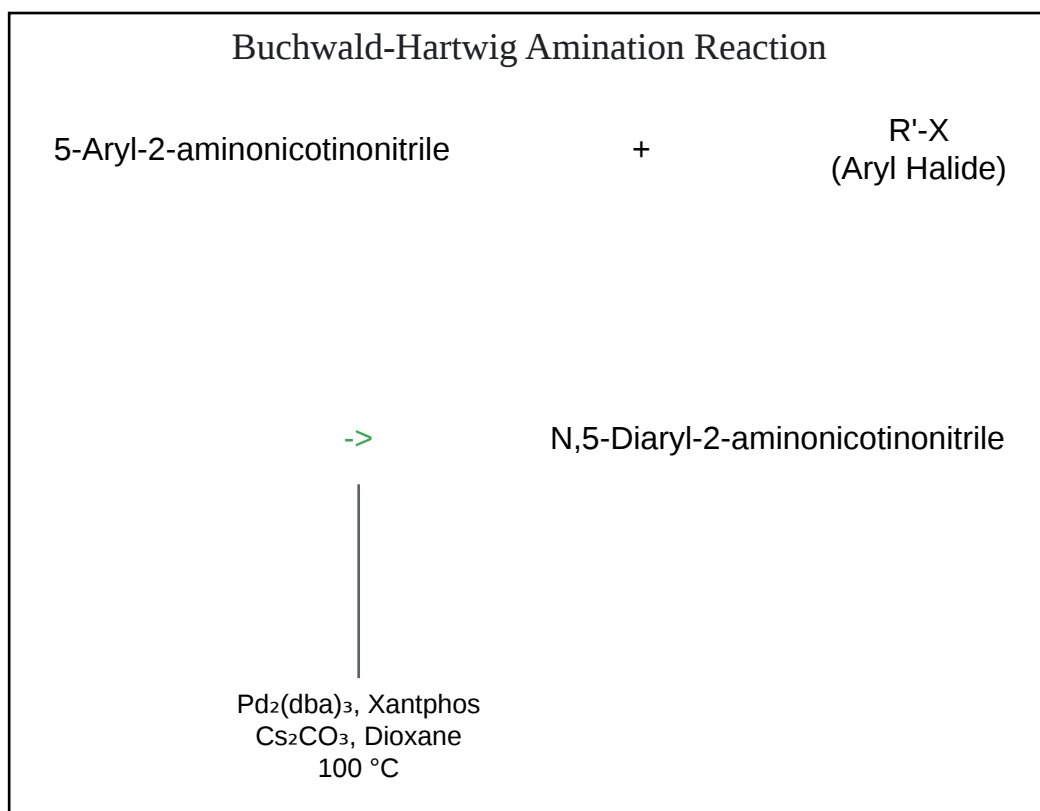 Buchwald-Hartwig Amination Reaction
5-Aryl-2-aminonicotinonitrile
+
R'-X
(Aryl Halide)
->
N,5-Diaryl-2-aminonicotinonitrile
Pd₂(dba)₃, Xantphos
Cs₂CO₃, Dioxane
100 °C